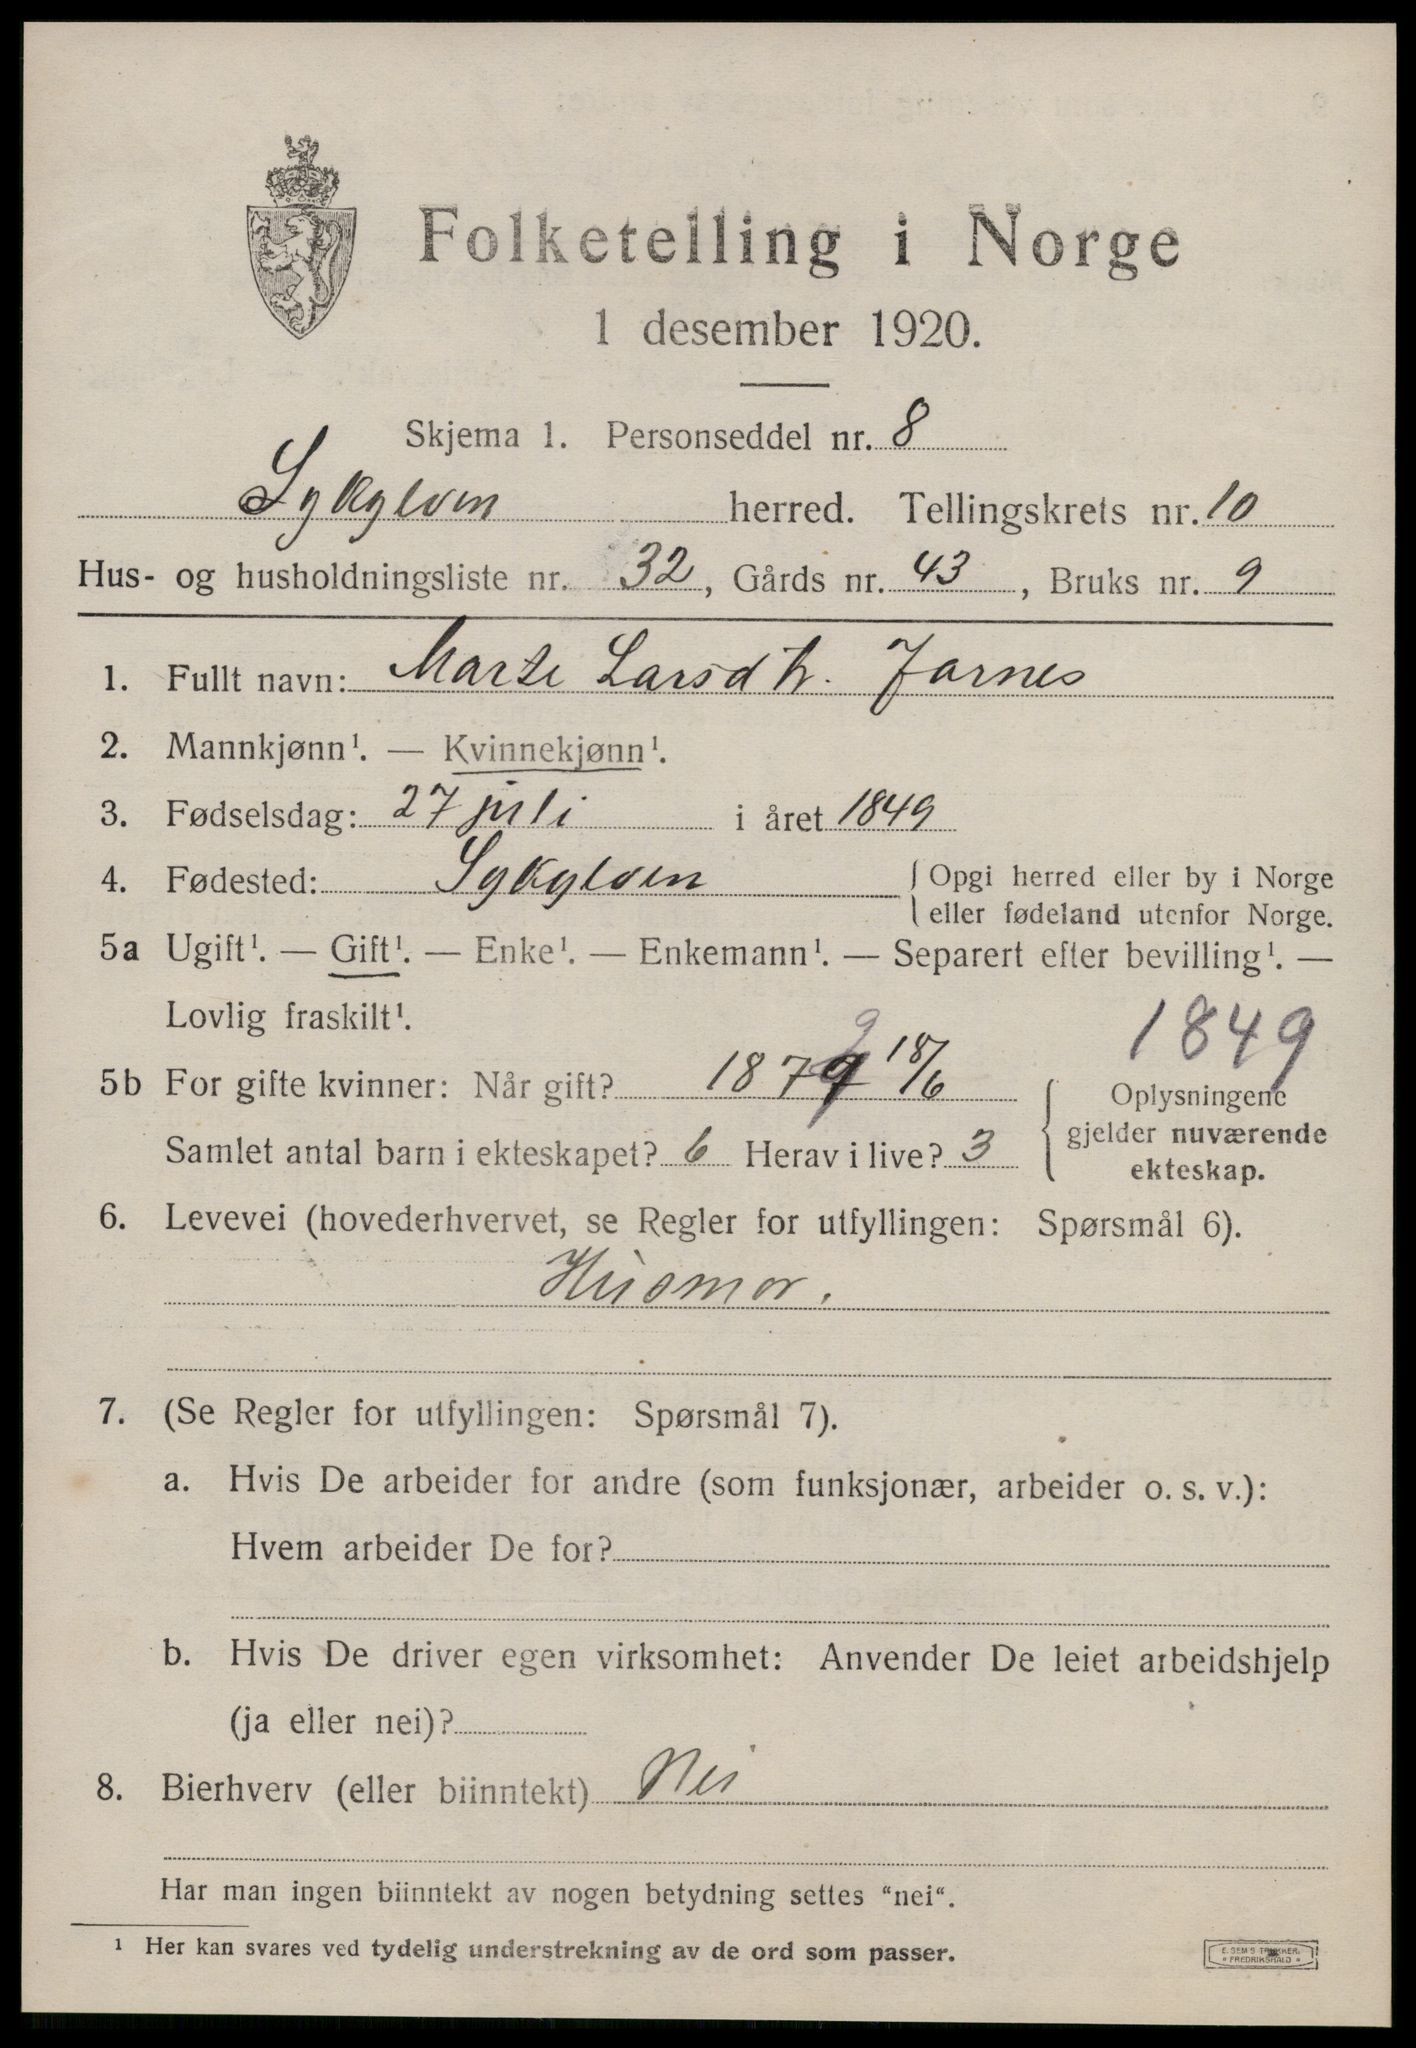 Folketelling i Norge
1 desember 1920.
Skjema 1. Personseddel nr. 8
Sykylven herred. Tellingskrets nr. 10
Hus- og husholdningsliste nr. 32, Gårds nr. 43, Bruks nr. 9
1. Fullt navn: Marte Larsdtr. Jarnes
2. Mannkjønn¹. — Kvinnekjønn¹.
3. Fødselsdag: 27 juli i året 1849
4. Fødested: Sykylven { Opgi herred eller by i Norge
eller fødeland utenfor Norge.
5a Ugift¹. — Gift¹. — Enke¹. — Enkemann¹. — Separert efter bevilling¹. —
Lovlig fraskilt¹.
1849
5b For gifte kvinner: Når gift? 1879 18/6
Samlet antal barn i ekteskapet? 6 Herav i live? 3
{ Oplysningene
gjelder nuværende
ekteskap.
6. Levevei (hovederhvervet, se Regler for utfyllingen: Spørsmål 6).
Husmor.
7. (Se Regler for utfyllingen: Spørsmål 7).
a. Hvis De arbeider for andre (som funksjonær, arbeider o. s. v.):
Hvem arbeider De for?
b. Hvis De driver egen virksomhet: Anvender De leiet arbeidshjelp
(ja eller nei)?
8. Bierhverv (eller biinntekt) Nei
Har man ingen biinntekt av nogen betydning settes “nei“.
¹ Her kan svares ved tydelig understrekning av de ord som passer.
E. SEM'S TRYKKERI,
FREDRIKSHALD